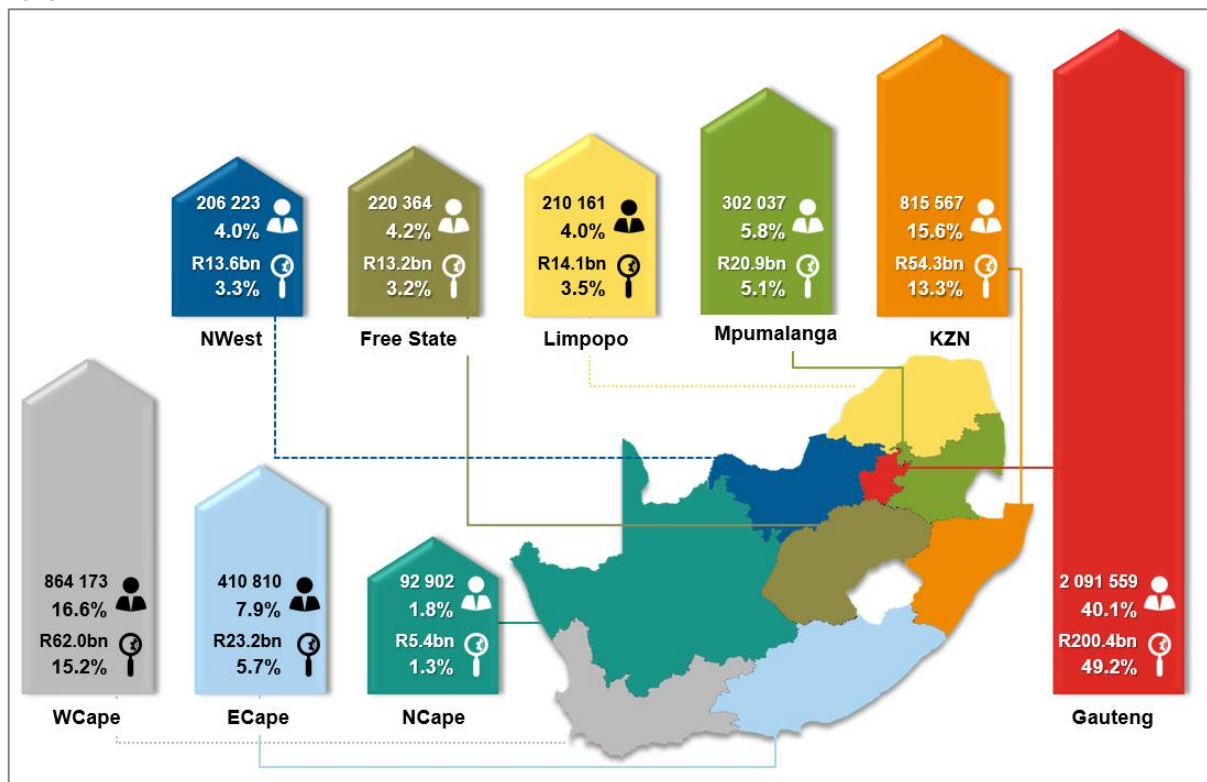 206 223
4.0%
R13.6bn
3.3%
NWest
220 364
4.2%
R13.2bn
3.2%
Free State
210 161
4.0%
R14.1bn
3.5%
Limpopo
302 037
5.8%
R20.9bn
5.1%
Mpumalanga
815 567
15.6%
R54.3bn
13.3%
KZN
864 173
16.6%
R62.0bn
15.2%
WCape
410 810
7.9%
R23.2bn
5.7%
ECape
92 902
1.8%
R5.4bn
1.3%
NCape
2 091 559
40.1%
R200.4bn
49.2%
Gauteng